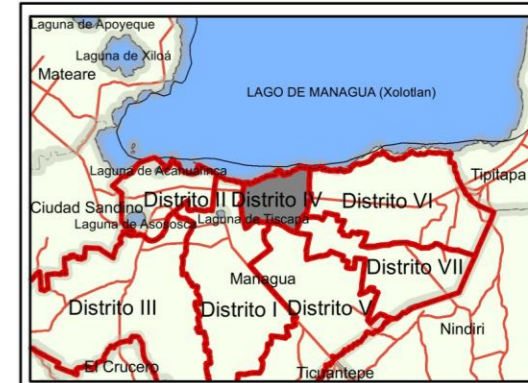 Laguna de Apoyeque
Laguna de Xiloá
Mateare
LAGO DE MANAGUA (Xolotlan)
Laguna de Acahualinca
Tipitapa
Ciudad Sandino
Distrito II
Distrito IV
Distrito VI
Laguna de Asososca
Laguna de Tiscapa
Distrito VII
Managua
Distrito III
Distrito I
Distrito V
Nindiri
El Crucero
Ticuantepe